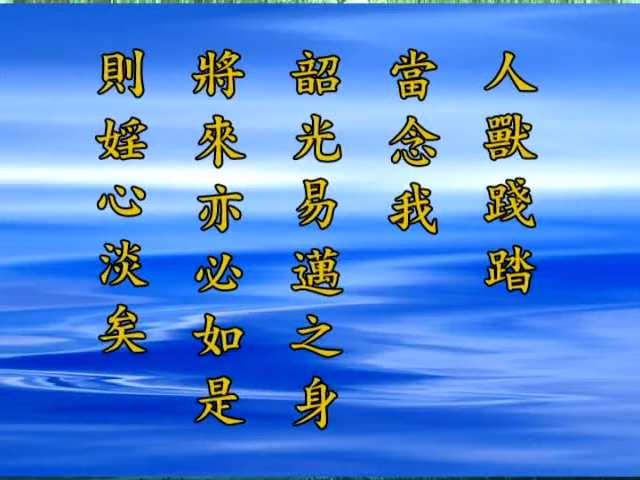 人獸踐踏
當念我
韶光易邁之身
將來亦必如是
則婬心淡矣